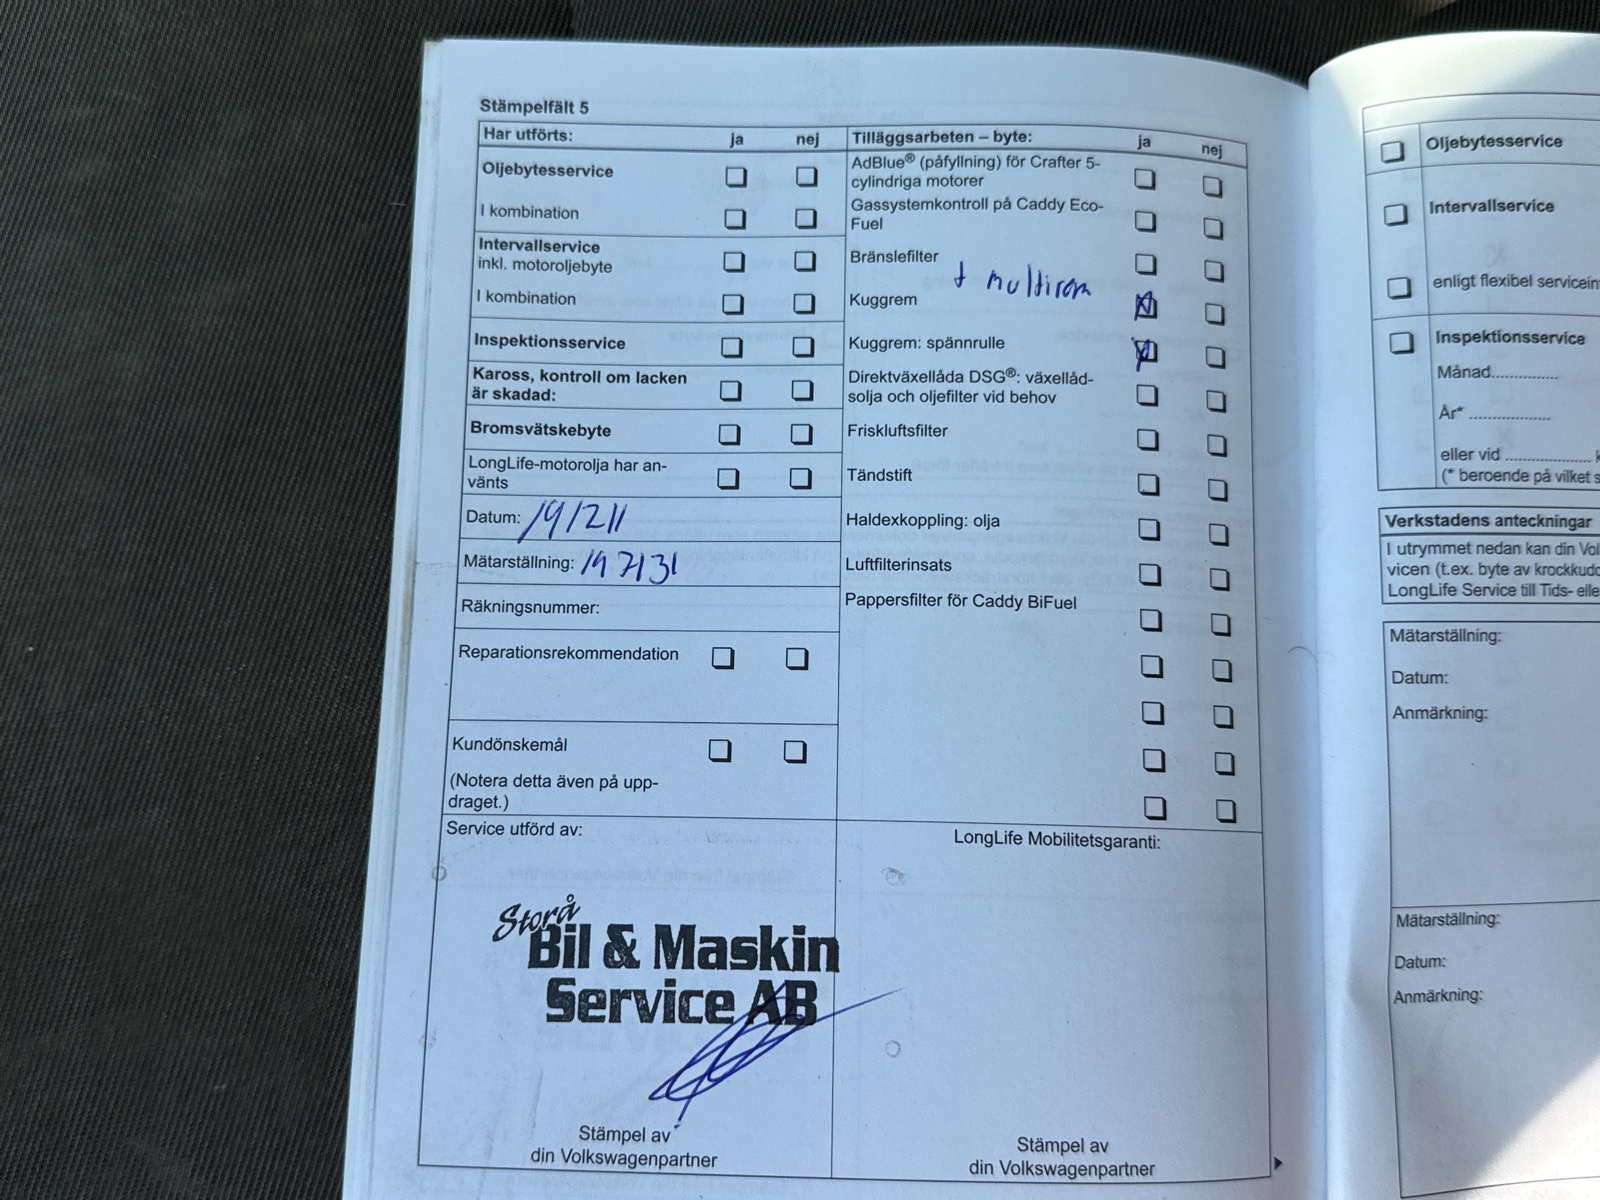 Stämpelfält 5
Har utförts: ja nej
Oljebytesservice
I kombination
Intervallservice
inkl. motoroljebyte
I kombination
Inspektionsservice
Kaross, kontroll om lacken
är skadad:
Bromsvätskebyte
LongLife-motorolja har an-
vänts
Datum: 191211
Mätarställning: 197131
Räkningsnummer:
Reparationsrekommendation
Kundönskemål
(Notera detta även på upp-
draget.)
Service utförd av:
Storå
Bil & Maskin
Service AB
Stämpel av
din Volkswagenpartner
Tilläggsarbeten – byte: ja nej
AdBlue® (påfyllning) för Crafter 5-
cylindriga motorer
Gassystemkontroll på Caddy Eco-
Fuel
Bränslefilter
+ multirem
Kuggrem
Kuggrem: spännrulle
Direktväxellåda DSG®: växellåd-
solja och oljefilter vid behov
Friskluftsfilter
Tändstift
Haldexkoppling: olja
Luftfilterinsats
Pappersfilter för Caddy BiFuel
LongLife Mobilitetsgaranti:
Stämpel av
din Volkswagenpartner
Oljebytesservice
Intervallservice
enligt flexibel servicein
Inspektionsservice
Månad..............
År* .................
eller vid .................. k
(* beroende på vilket s
Verkstadens anteckningar
I utrymmet nedan kan din Vol
vicen (t.ex. byte av krockkudd
LongLife Service till Tids- elle
Mätarställning:
Datum:
Anmärkning:
Mätarställning:
Datum:
Anmärkning: